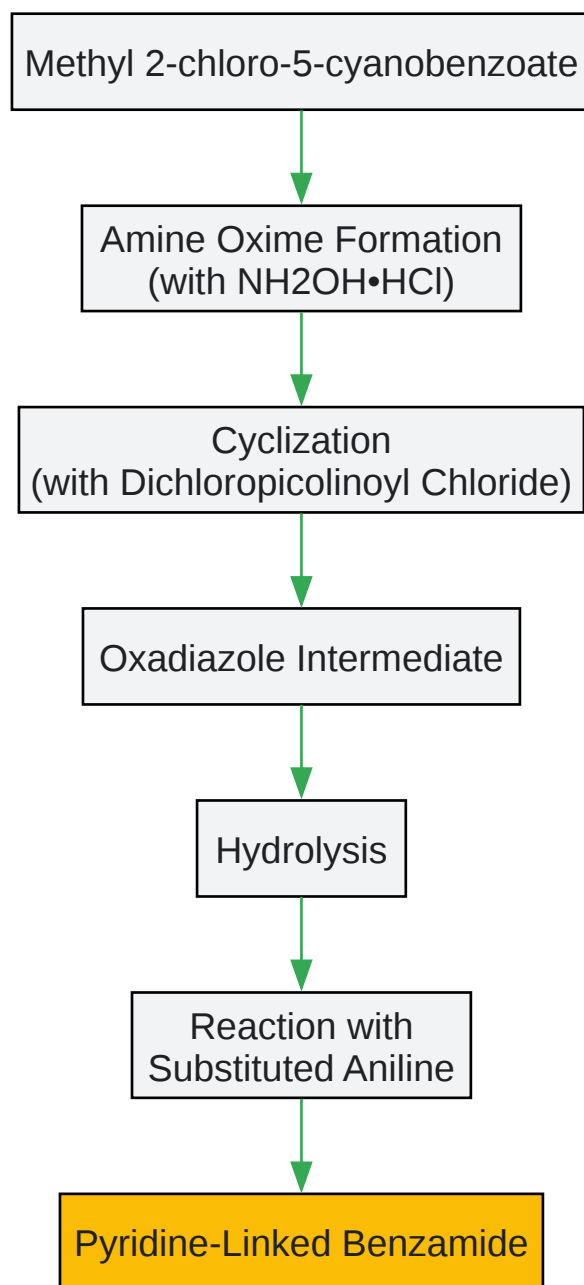 Methyl 2-chloro-5-cyanobenzoate
Amine Oxime Formation
(with NH2OH•HCl)
Cyclization
(with Dichloropicolinoyl Chloride)
Oxadiazole Intermediate
Hydrolysis
Reaction with
Substituted Aniline
Pyridine-Linked Benzamide